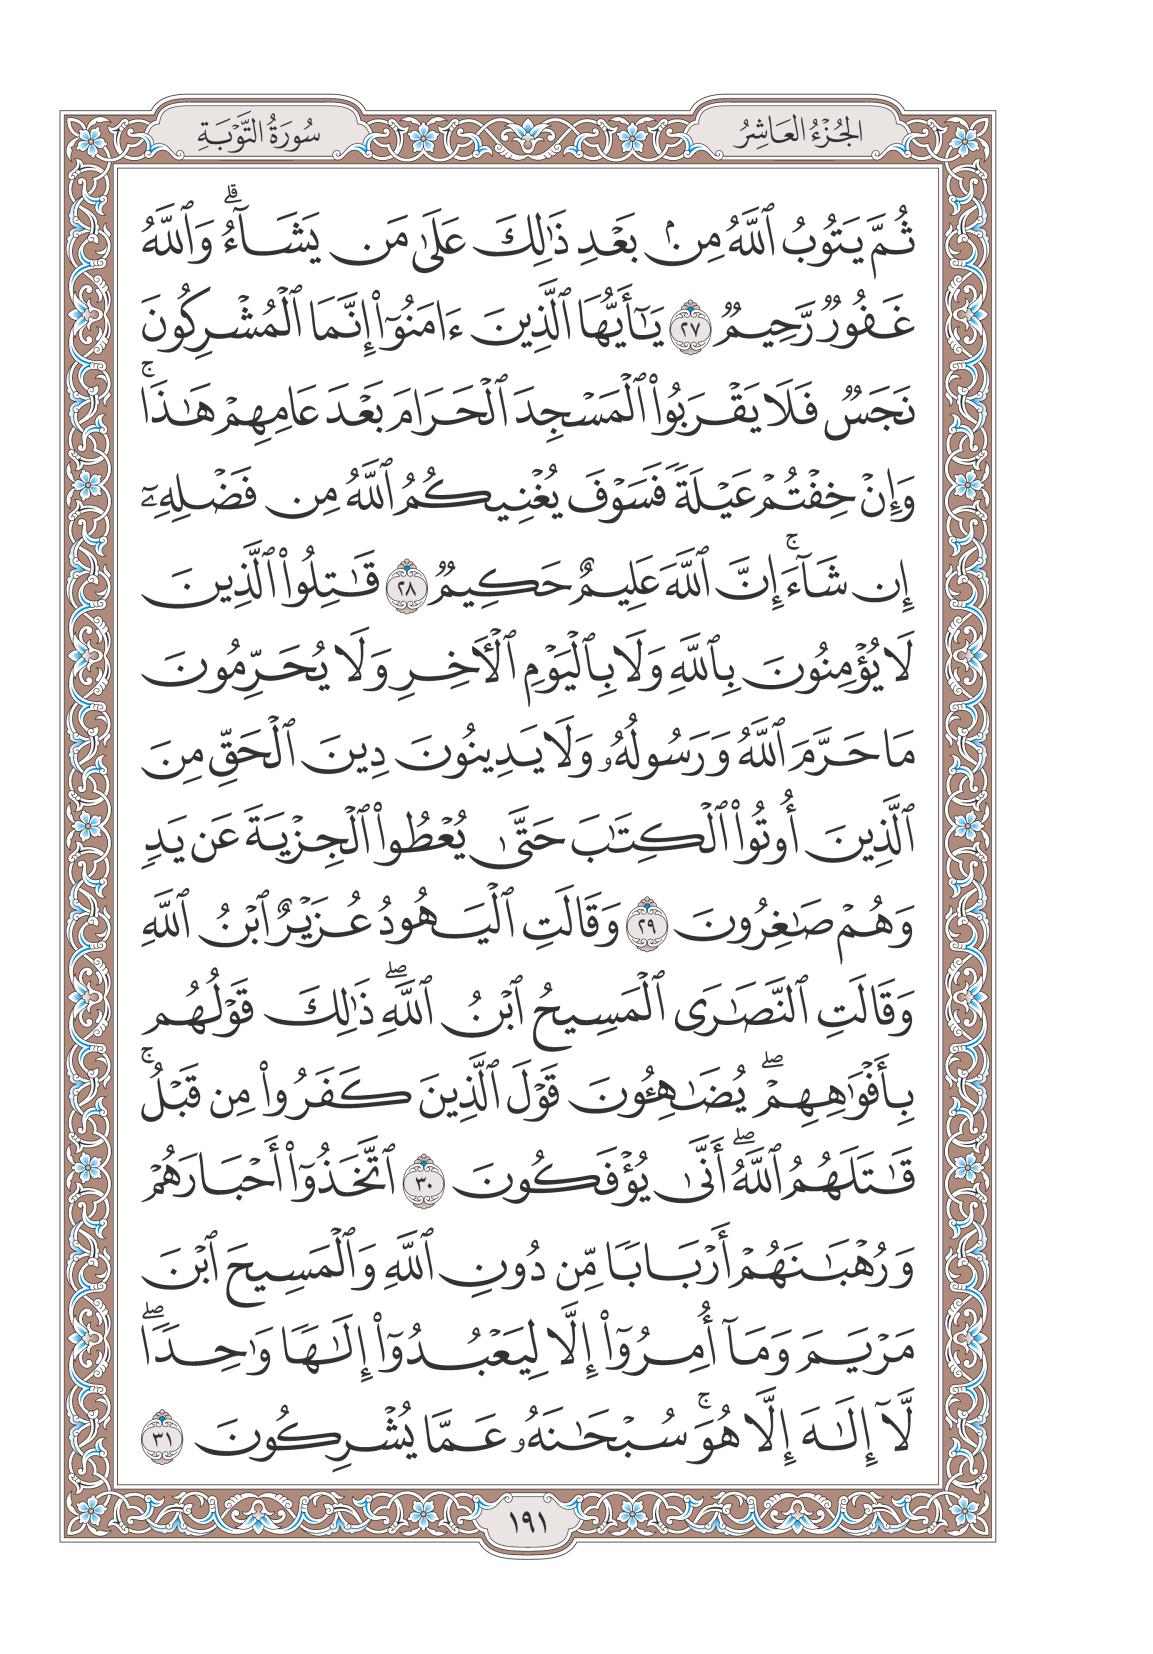 الجُزْءُ العَاشِرُ
سُورَةُ التَّوْبَةِ
ثُمَّ يَتُوبُ ٱللَّهُ مِنۢ بَعْدِ ذَٰلِكَ عَلَىٰ مَن يَشَآءُۗ وَٱللَّهُ
غَفُورٌ رَّحِيمٌ ٢٧ يَٰٓأَيُّهَا ٱلَّذِينَ ءَامَنُوٓا۟ إِنَّمَا ٱلْمُشْرِكُونَ
نَجَسٌ فَلَا يَقْرَبُوا۟ ٱلْمَسْجِدَ ٱلْحَرَامَ بَعْدَ عَامِهِمْ هَٰذَاۚ
وَإِنْ خِفْتُمْ عَيْلَةً فَسَوْفَ يُغْنِيكُمُ ٱللَّهُ مِن فَضْلِهِۦٓ
إِن شَآءَۚ إِنَّ ٱللَّهَ عَلِيمٌ حَكِيمٌ ٢٨ قَٰتِلُوا۟ ٱلَّذِينَ
لَا يُؤْمِنُونَ بِٱللَّهِ وَلَا بِٱلْيَوْمِ ٱلْـَٔاخِرِ وَلَا يُحَرِّمُونَ
مَا حَرَّمَ ٱللَّهُ وَرَسُولُهُۥ وَلَا يَدِينُونَ دِينَ ٱلْحَقِّ مِنَ
ٱلَّذِينَ أُوتُوا۟ ٱلْكِتَٰبَ حَتَّىٰ يُعْطُوا۟ ٱلْجِزْيَةَ عَن يَدٍ
وَهُمْ صَٰغِرُونَ ٢٩ وَقَالَتِ ٱلْيَهُودُ عُزَيْرٌ ٱبْنُ ٱللَّهِ
وَقَالَتِ ٱلنَّصَٰرَى ٱلْمَسِيحُ ٱبْنُ ٱللَّهِۖ ذَٰلِكَ قَوْلُهُم
بِأَفْوَٰهِهِمْۖ يُضَٰهِـُٔونَ قَوْلَ ٱلَّذِينَ كَفَرُوا۟ مِن قَبْلُۚ
قَٰتَلَهُمُ ٱللَّهُۖ أَنَّىٰ يُؤْفَكُونَ ٣٠ ٱتَّخَذُوٓا۟ أَحْبَارَهُمْ
وَرُهْبَٰنَهُمْ أَرْبَابًا مِّن دُونِ ٱللَّهِ وَٱلْمَسِيحَ ٱبْنَ
مَرْيَمَ وَمَآ أُمِرُوٓا۟ إِلَّا لِيَعْبُدُوٓا۟ إِلَٰهًا وَٰحِدًاۖ
لَّآ إِلَٰهَ إِلَّا هُوَۚ سُبْحَٰنَهُۥ عَمَّا يُشْرِكُونَ ٣١
١٩١